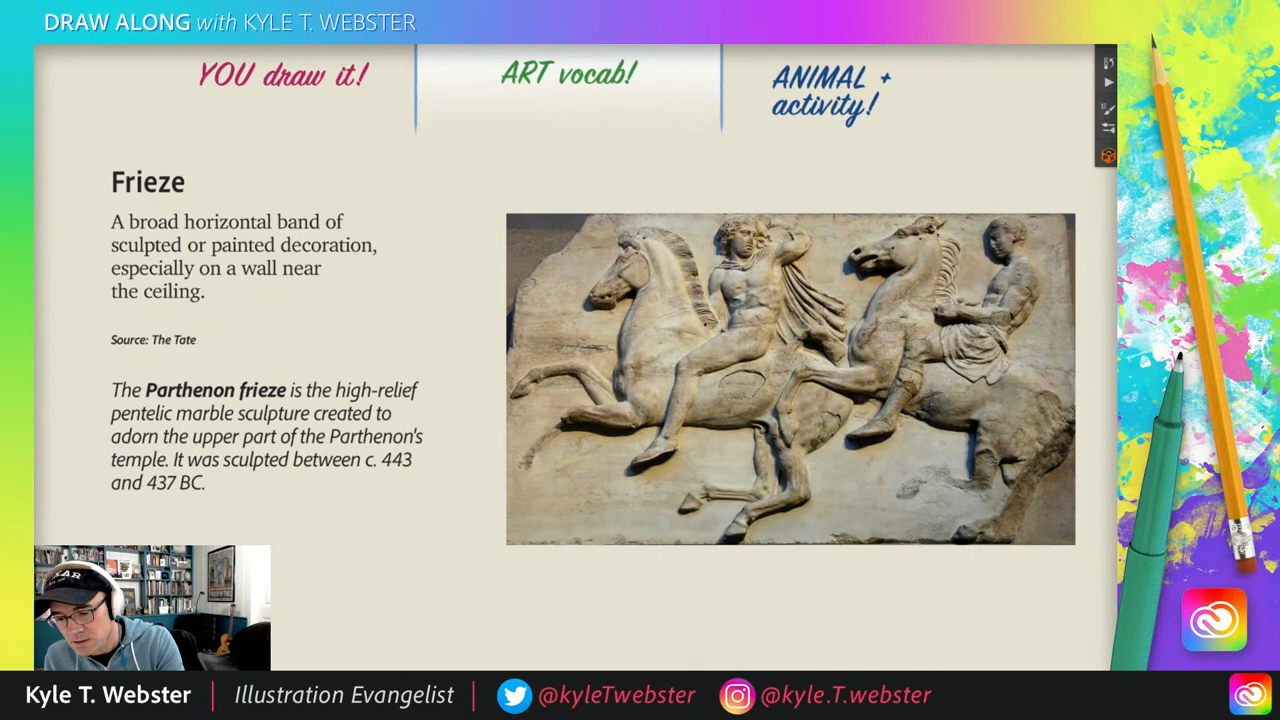 DRAW ALONG with KYLE T. WEBSTER
YOU draw it!
ART vocab!
ANIMAL +
activity!
Frieze
A broad horizontal band of
sculpted or painted decoration,
especially on a wall near
the ceiling.
Source: The Tate
The Parthenon frieze is the high-relief
pentelic marble sculpture created to
adorn the upper part of the Parthenon's
temple. It was sculpted between c. 443
and 437 BC.
Kyle T. Webster | Illustration Evangelist | @kyleTwebster @kyle.T.webster